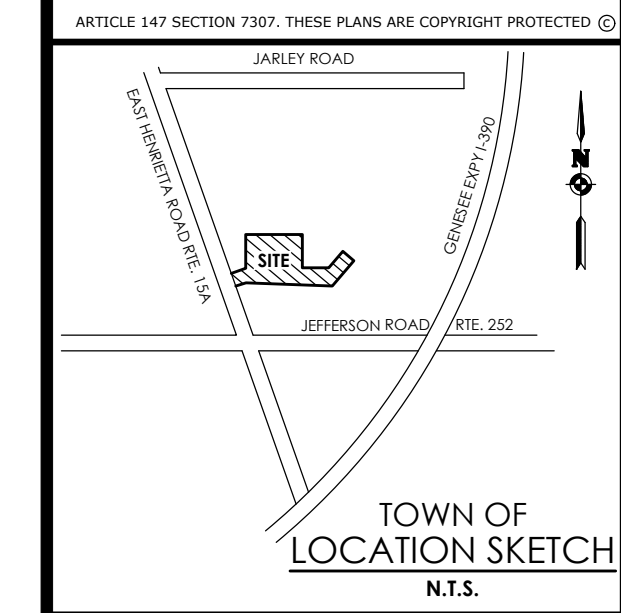 ARTICLE 147 SECTION 7307. THESE PLANS ARE COPYRIGHT PROTECTED ©
JARLEY ROAD
EAST HENRIETTA ROAD RTE. 15A
GENESEE EXPY I-390
N
SITE
JEFFERSON ROAD RTE. 252
TOWN OF
LOCATION SKETCH
N.T.S.